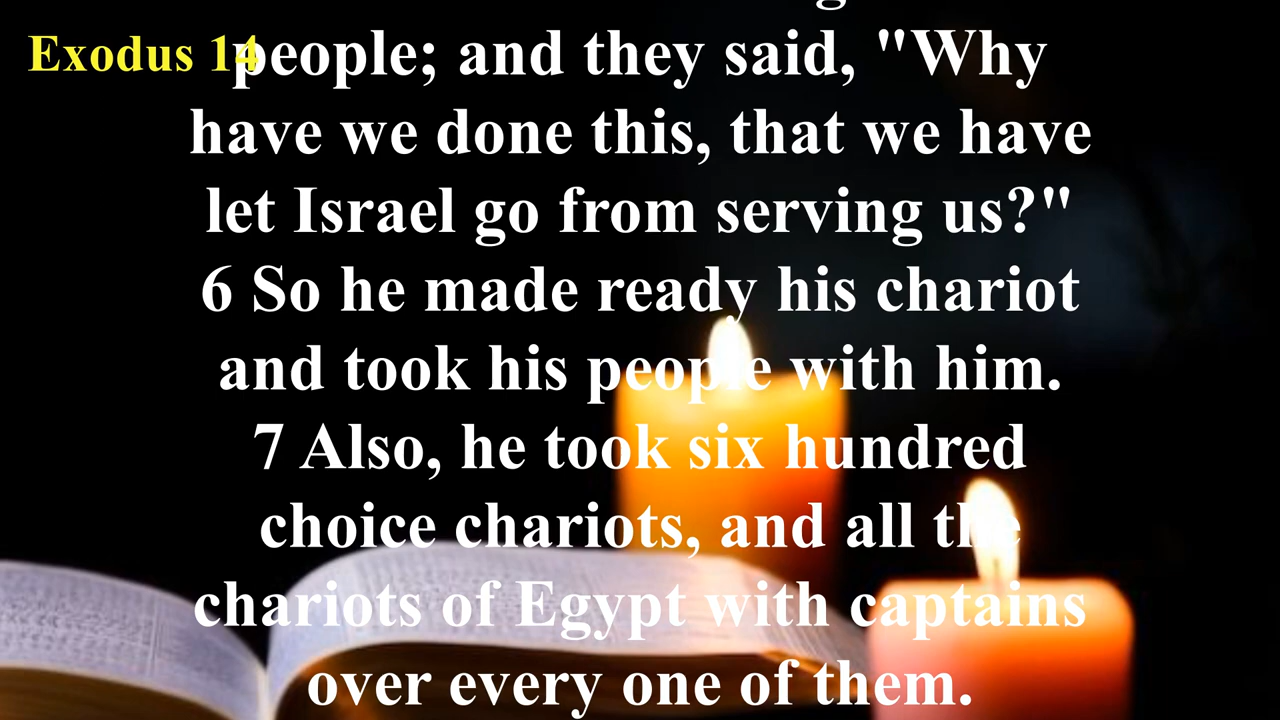 Exodus 14
people; and they said, "Why
have we done this, that we have
let Israel go from serving us?"
6 So he made ready his chariot
and took his people with him.
7 Also, he took six hundred
choice chariots, and all the
chariots of Egypt with captains
over every one of them.